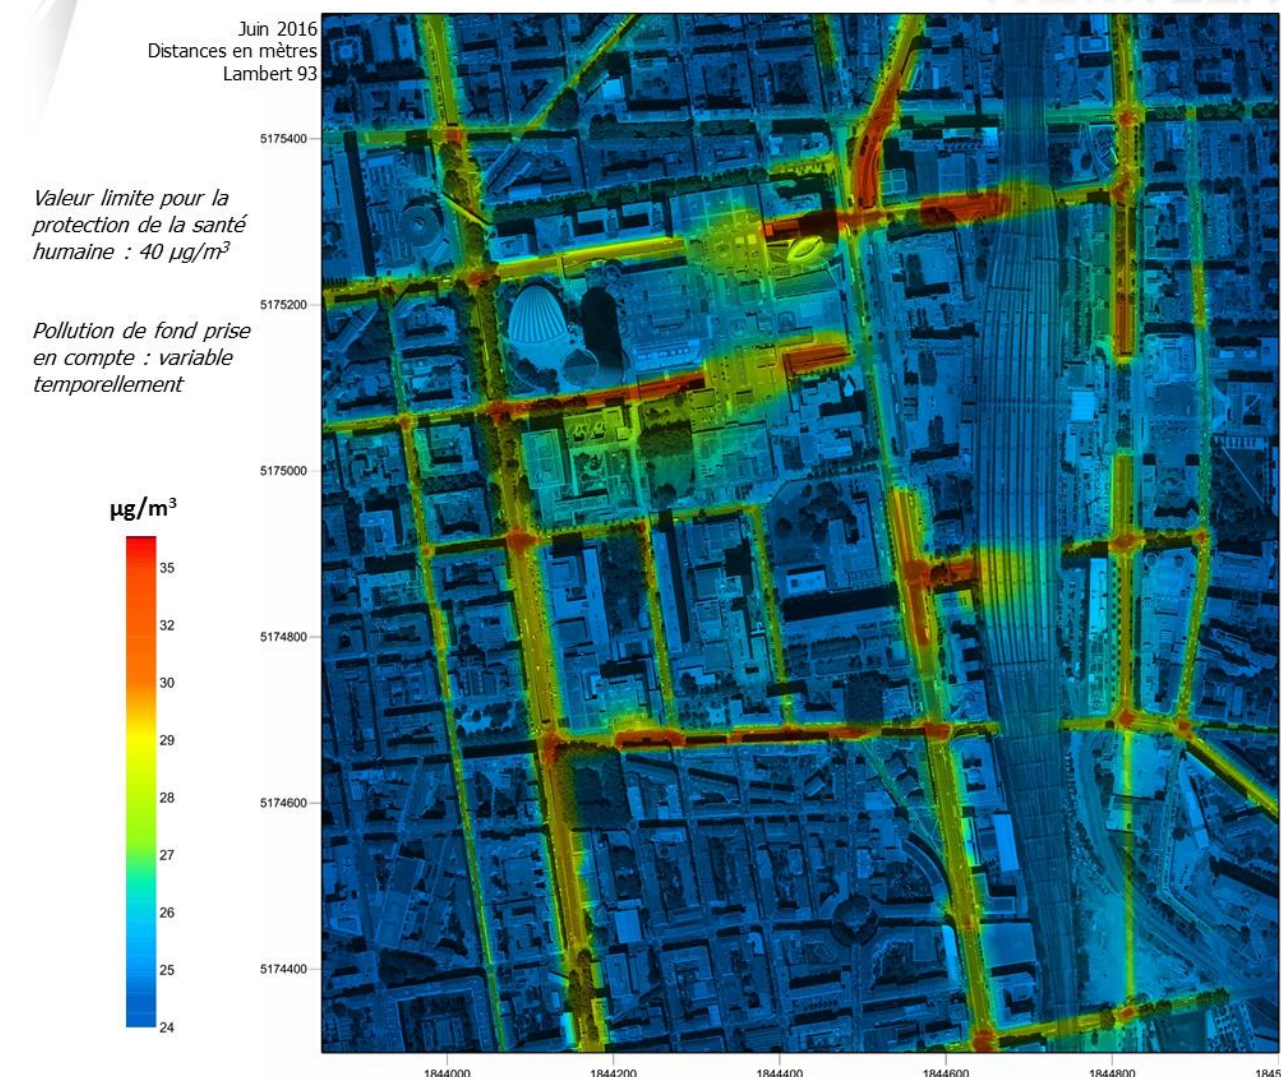 Juin 2016
Distances en mètres
Lambert 93
Valeur limite pour la
protection de la santé
humaine : 40 µg/m³
Pollution de fond prise
en compte : variable
temporellement
µg/m³
35
32
30
29
28
27
26
25
24
5175400
5175200
5175000
5174800
5174600
5174400
1844000
1844200
1844400
1844600
1844800